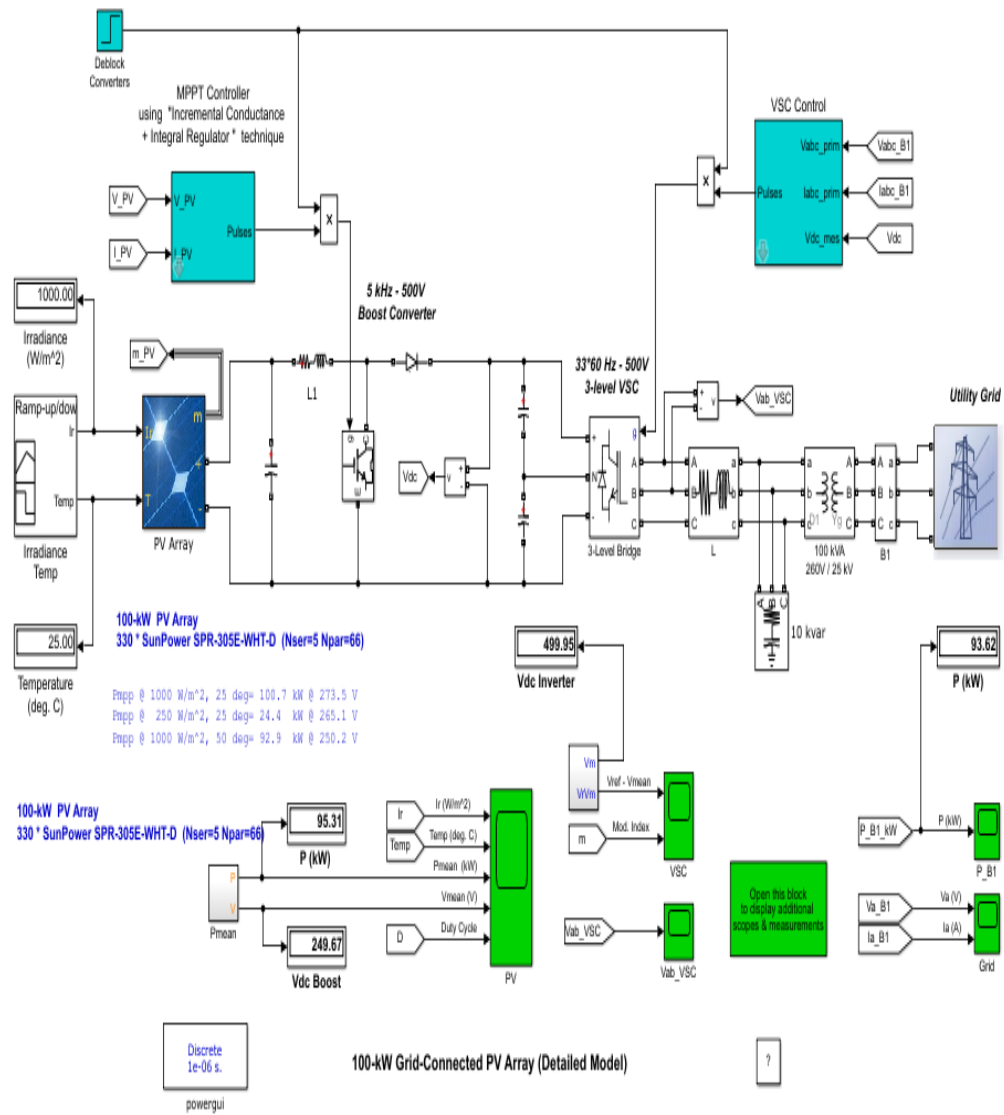 Deblock
Converters
MPPT Controller
using "Incremental Conductance
+ Integral Regulator " technique
VSC Control
V_PV
I_PV
V_PV
I_PV
Pulses
x
x
Pulses
Vabc_prim
Iabc_prim
Vdc_mes
Vabc_B1
Iabc_B1
Vdc
1000.00
Irradiance
(W/m^2)
m_PV
5 kHz - 500V
Boost Converter
33*60 Hz - 500V
3-level VSC
Utility Grid
Ramp-up/dow
Ir
Temp
Irradiance
Temp
Ir
T
m
+
-
PV Array
L1
g
C
E
Vdc
+
-
v
g
+
N
-
A
B
C
3-Level Bridge
+
-
v
Vab_VSC
A
B
C
a
b
c
L
A
B
C
10 kvar
a
b
c
D1
Yg
A
B
C
100 kVA
260V / 25 kV
A
B
C
a
b
c
B1
25.00
Temperature
(deg. C)
100-kW PV Array
330 * SunPower SPR-305E-WHT-D (Nser=5 Npar=66)
Pmpp @ 1000 W/m^2, 25 deg= 100.7 kW @ 273.5 V
Pmpp @ 250 W/m^2, 25 deg= 24.4 kW @ 265.1 V
Pmpp @ 1000 W/m^2, 50 deg= 92.9 kW @ 250.2 V
499.95
Vdc Inverter
93.62
P (kW)
100-kW PV Array
330 * SunPower SPR-305E-WHT-D (Nser=5 Npar=66)
95.31
P (kW)
P
V
Pmean
249.67
Vdc Boost
Ir
Temp
D
Ir (W/m^2)
Temp (deg. C)
Pmean (kW)
Vmean (V)
Duty Cycle
PV
Vm
VrVm
Vref - Vmean
m
Mod. Index
VSC
Vab_VSC
Vab_VSC
Open this block
to display additional
scopes & measurements
P_B1_kW
P (kW)
P_B1
Va_B1
Ia_B1
Va (V)
Ia (A)
Grid
Discrete
1e-06 s.
powergui
100-kW Grid-Connected PV Array (Detailed Model)
?